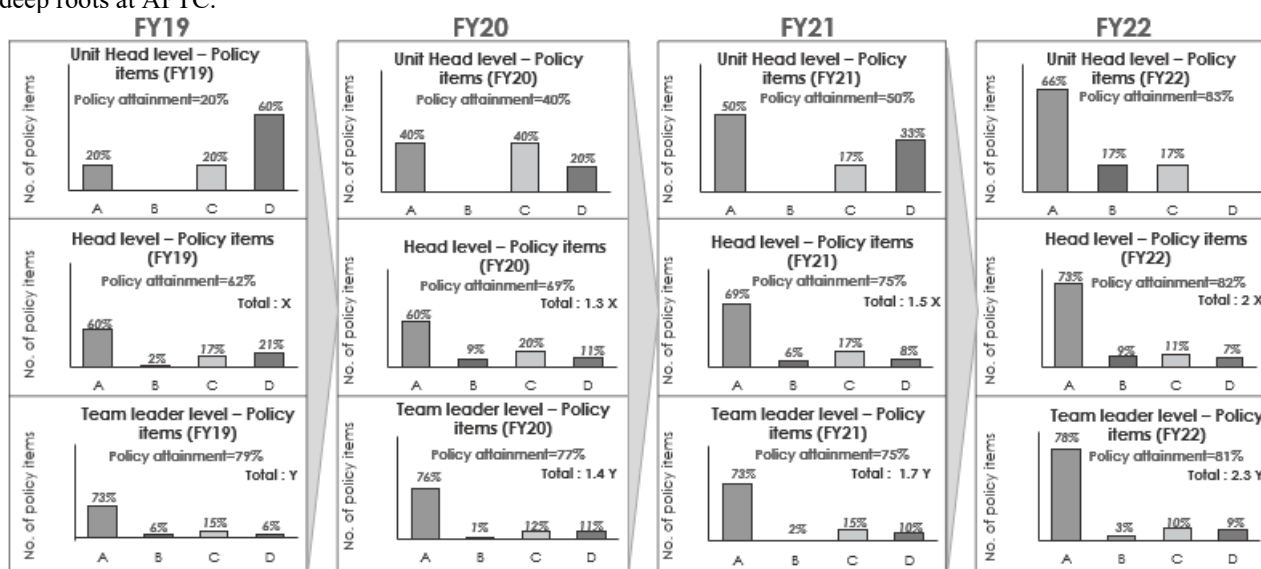 deep roots at APTC.
FY19
FY20
FY21
FY22
Unit Head level – Policy
items (FY19)
Policy attainment=20%
No. of policy items
20%
20%
60%
A B C D
Unit Head level – Policy
items (FY20)
Policy attainment=40%
No. of policy items
40%
40%
20%
A B C D
Unit Head level – Policy
items (FY21)
Policy attainment=50%
No. of policy items
50%
17%
33%
A B C D
Unit Head level – Policy
items (FY22)
Policy attainment=83%
No. of policy items
66%
17%
17%
A B C D
Head level – Policy items
(FY19)
Policy attainment=62%
Total : X
No. of policy items
60%
2%
17%
21%
A B C D
Head level – Policy items
(FY20)
Policy attainment=69%
Total : 1.3 X
No. of policy items
60%
9%
20%
11%
A B C D
Head level – Policy items
(FY21)
Policy attainment=75%
Total : 1.5 X
No. of policy items
69%
6%
17%
8%
A B C D
Head level – Policy items
(FY22)
Policy attainment=82%
Total : 2 X
No. of policy items
73%
9%
11%
7%
A B C D
Team leader level – Policy
items (FY19)
Policy attainment=79%
Total : Y
No. of policy items
73%
6%
15%
6%
A B C D
Team leader level – Policy
items (FY20)
Policy attainment=77%
Total : 1.4 Y
No. of policy items
76%
1%
12%
11%
A B C D
Team leader level – Policy
items (FY21)
Policy attainment=75%
Total : 1.7 Y
No. of policy items
73%
2%
15%
10%
A B C D
Team leader level – Policy
items (FY22)
Policy attainment=81%
Total : 2.3 Y
No. of policy items
78%
3%
10%
9%
A B C D